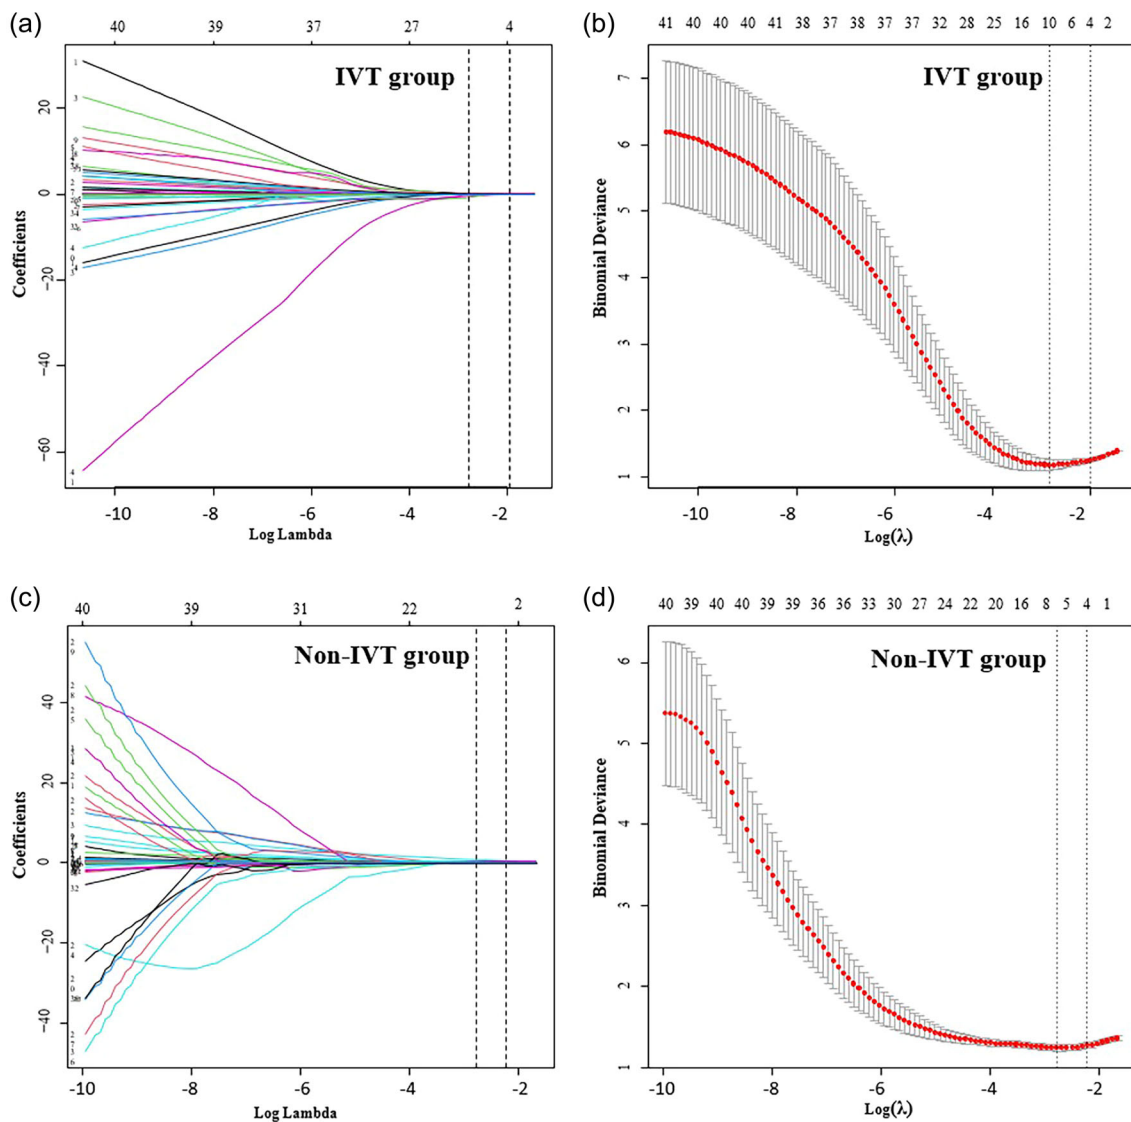 (a)
40 39 37 27 4
IVT group
20
0
-20
-40
-60
Coefficients
-10 -8 -6 -4 -2
Log Lambda
(b)
41 40 40 40 41 38 37 38 37 32 28 25 16 10 6 4 2
IVT group
7
6
5
4
3
2
1
Binomial Deviance
-10 -8 -6 -4 -2
Log(λ)
(c)
40 39 31 22 2
Non-IVT group
40
20
0
-20
-40
Coefficients
-10 -8 -6 -4 -2
Log Lambda
(d)
40 39 40 40 39 39 36 36 33 30 27 24 22 20 16 8 5 4 1
Non-IVT group
6
5
4
3
2
1
Binomial Deviance
-10 -8 -6 -4 -2
Log(λ)